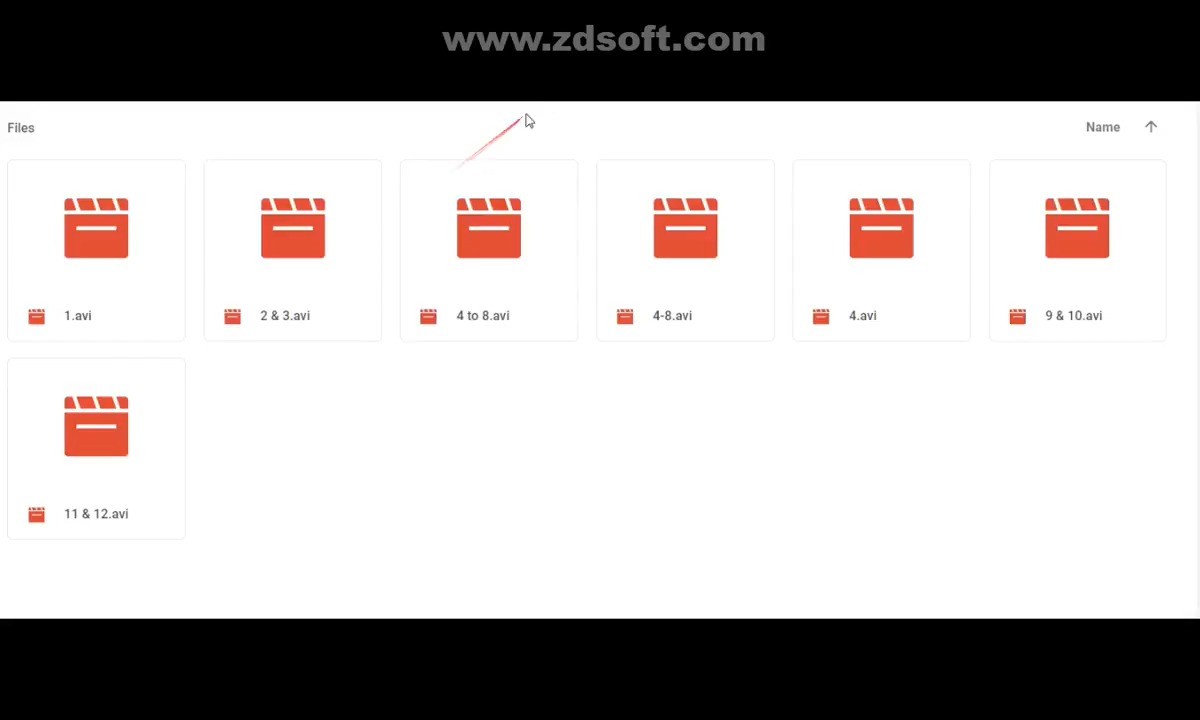 www.zdsoft.com
Files
Name
1.avi
2 & 3.avi
4 to 8.avi
4-8.avi
4.avi
9 & 10.avi
11 & 12.avi